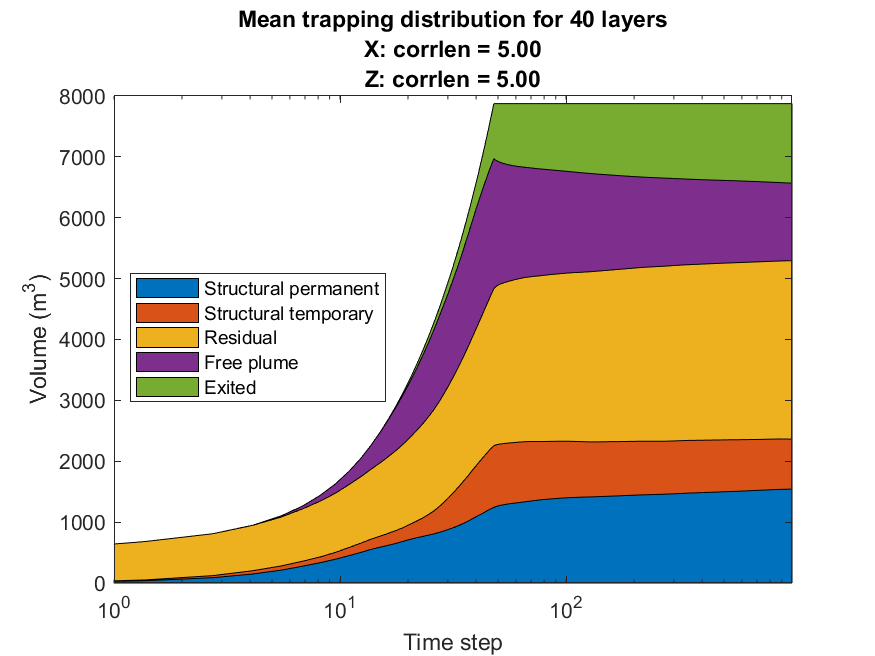 Mean trapping distribution for 40 layers
X: corrlen = 5.00
Z: corrlen = 5.00
8000
7000
6000
5000
4000
3000
2000
1000
0
Volume (m³)
Structural permanent
Structural temporary
Residual
Free plume
Exited
10⁰ 10¹ 10²
Time step